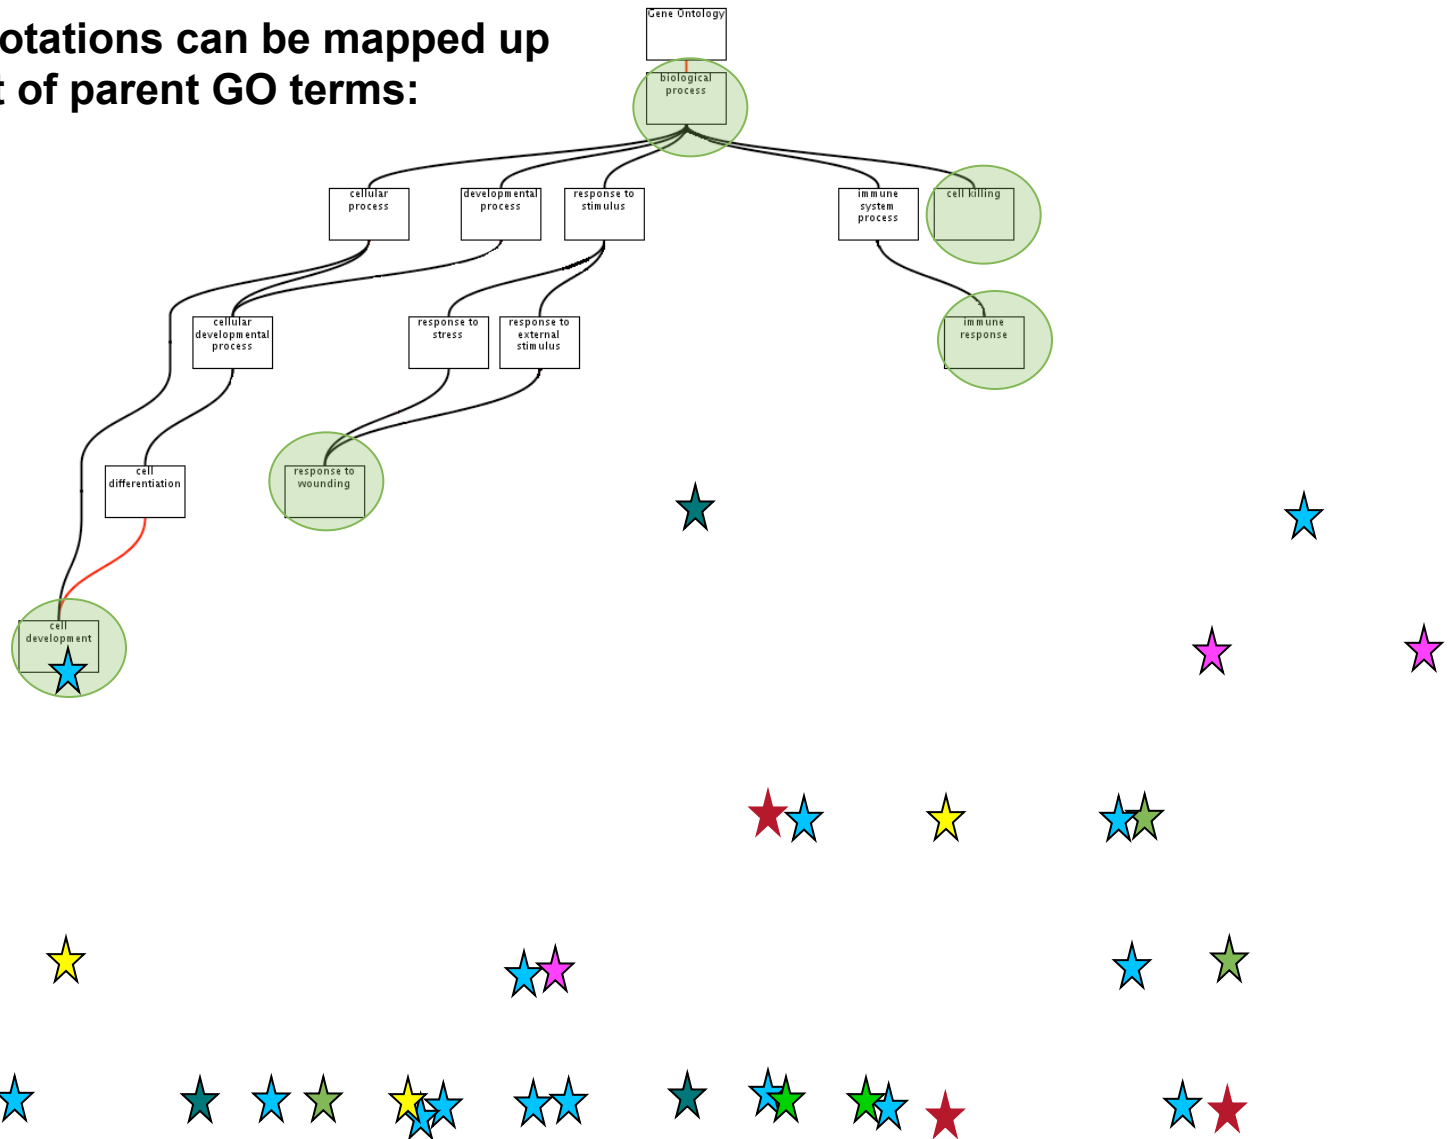 otations can be mapped up
t of parent GO terms:
Gene Ontology
biological
process
cellular
process
developmental
process
response to
stimulus
immune
system
process
cell killing
cellular
developmental
process
response to
stress
response to
external
stimulus
immune
response
cell
differentiation
response to
wounding
cell
development